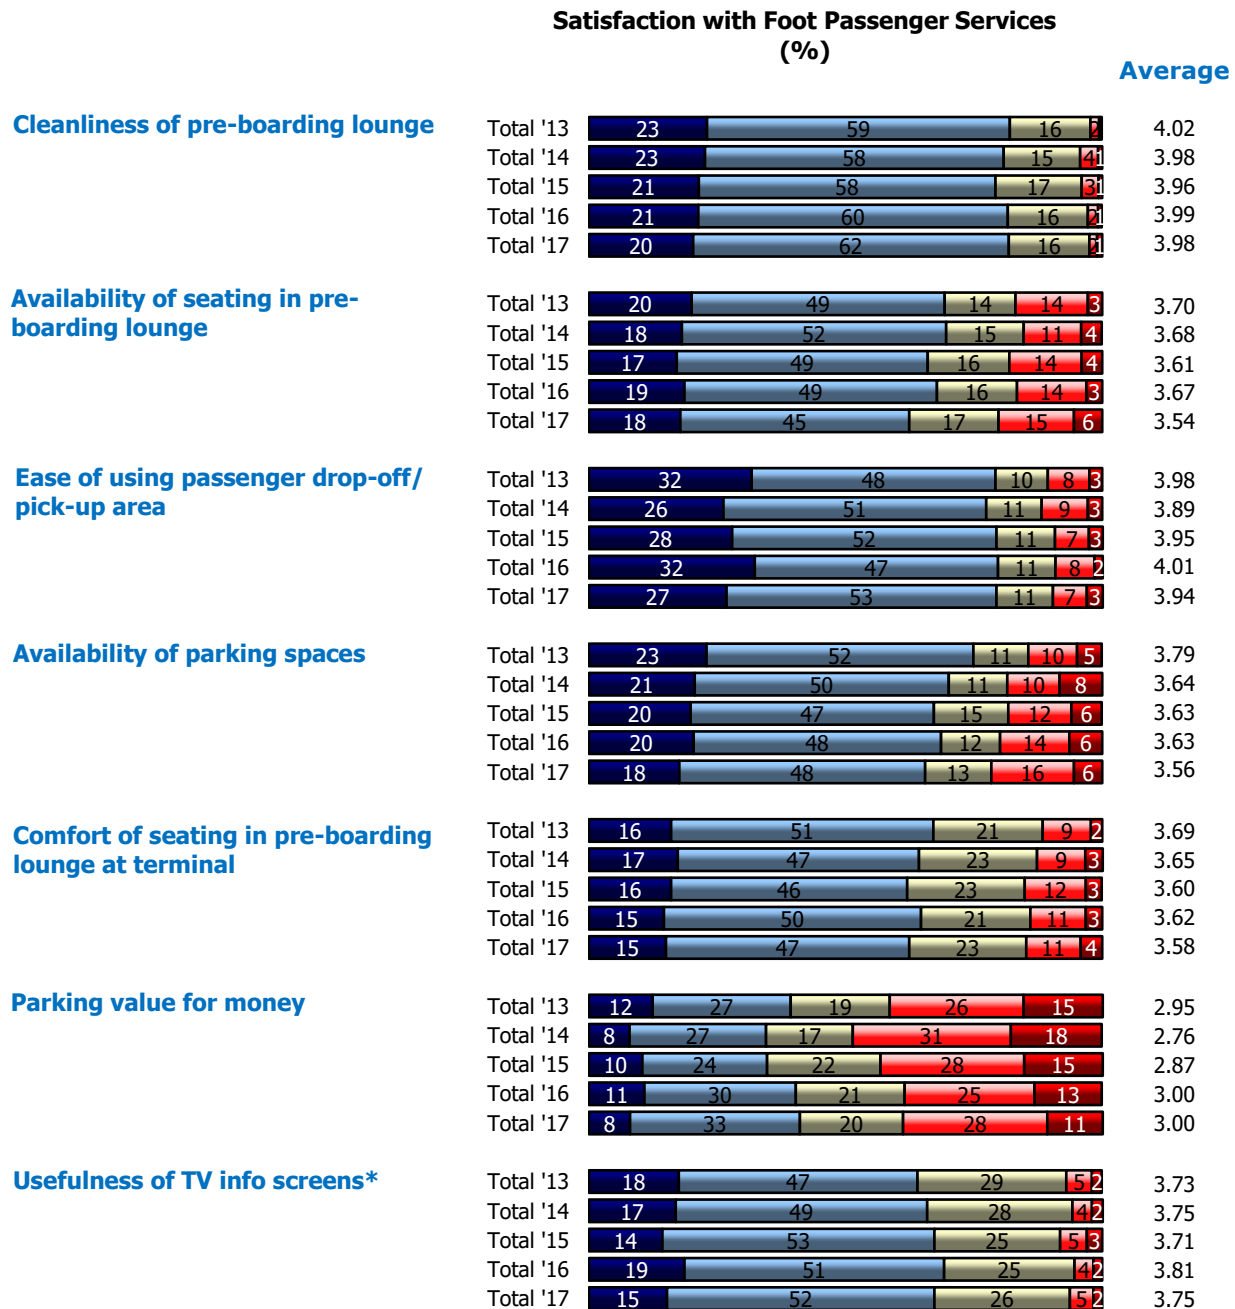 Satisfaction with Foot Passenger Services
(%)
Average
Cleanliness of pre-boarding lounge
Total '13 23 59 16 2 4.02
Total '14 23 58 15 4 1 3.98
Total '15 21 58 17 3 1 3.96
Total '16 21 60 16 2 1 3.99
Total '17 20 62 16 2 1 3.98
Availability of seating in pre-
boarding lounge
Total '13 20 49 14 14 3 3.70
Total '14 18 52 15 11 4 3.68
Total '15 17 49 16 14 4 3.61
Total '16 19 49 16 14 3 3.67
Total '17 18 45 17 15 6 3.54
Ease of using passenger drop-off/
pick-up area
Total '13 32 48 10 8 3 3.98
Total '14 26 51 11 9 3 3.89
Total '15 28 52 11 7 3 3.95
Total '16 32 47 11 8 2 4.01
Total '17 27 53 11 7 3 3.94
Availability of parking spaces
Total '13 23 52 11 10 5 3.79
Total '14 21 50 11 10 8 3.64
Total '15 20 47 15 12 6 3.63
Total '16 20 48 12 14 6 3.63
Total '17 18 48 13 16 6 3.56
Comfort of seating in pre-boarding
lounge at terminal
Total '13 16 51 21 9 2 3.69
Total '14 17 47 23 9 3 3.65
Total '15 16 46 23 12 3 3.60
Total '16 15 50 21 11 3 3.62
Total '17 15 47 23 11 4 3.58
Parking value for money
Total '13 12 27 19 26 15 2.95
Total '14 8 27 17 31 18 2.76
Total '15 10 24 22 28 15 2.87
Total '16 11 30 21 25 13 3.00
Total '17 8 33 20 28 11 3.00
Usefulness of TV info screens*
Total '13 18 47 29 5 2 3.73
Total '14 17 49 28 4 2 3.75
Total '15 14 53 25 5 3 3.71
Total '16 19 51 25 4 2 3.81
Total '17 15 52 26 5 2 3.75